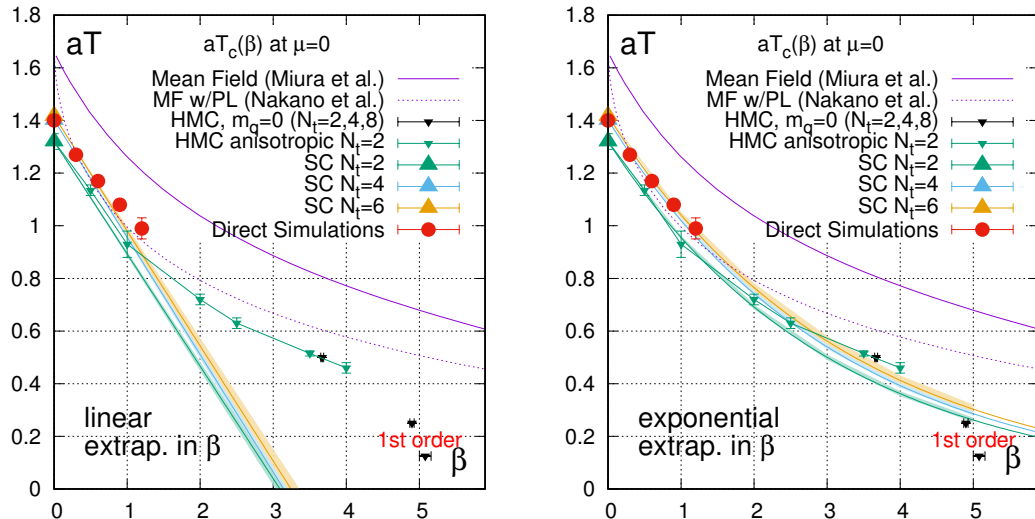 aT
aT_c(β) at μ=0
Mean Field (Miura et al.)
MF w/PL (Nakano et al.)
HMC, m_q=0 (N_t=2,4,8)
HMC anisotropic N_t=2
SC N_t=2
SC N_t=4
SC N_t=6
Direct Simulations
linear
extrap. in β
1st order
β
0
0.2
0.4
0.6
0.8
1
1.2
1.4
1.6
1.8
0 1 2 3 4 5
aT
aT_c(β) at μ=0
Mean Field (Miura et al.)
MF w/PL (Nakano et al.)
HMC, m_q=0 (N_t=2,4,8)
HMC anisotropic N_t=2
SC N_t=2
SC N_t=4
SC N_t=6
Direct Simulations
exponential
extrap. in β
1st order
β
0
0.2
0.4
0.6
0.8
1
1.2
1.4
1.6
1.8
0 1 2 3 4 5